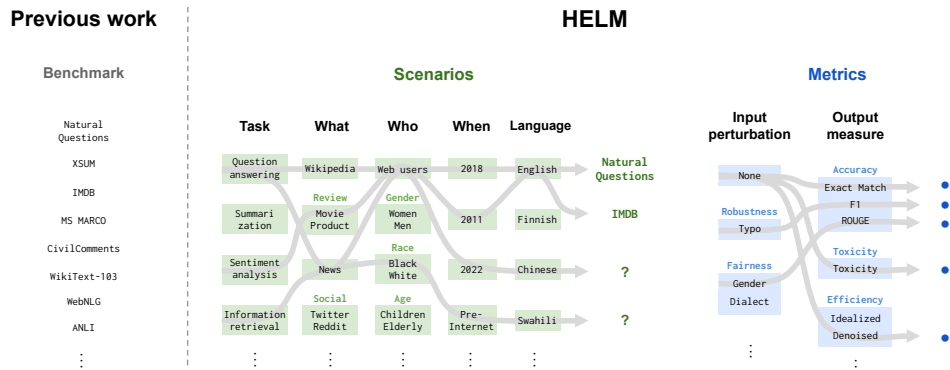 Previous work
HELM
Benchmark
Scenarios
Metrics
Natural
Questions
XSUM
IMDB
MS MARCO
CivilComments
WikiText-103
WebNLG
ANLI
⋮
Task
What
Who
When
Language
Question
answering
Wikipedia
Web users
2018
English
Natural
Questions
Review
Gender
Summari
zation
Movie
Product
Women
Men
2011
Finnish
IMDB
Race
Sentiment
analysis
News
Black
White
2022
Chinese
?
Social
Age
Information
retrieval
Twitter
Reddit
Children
Elderly
Pre-
Internet
Swahili
?
⋮ ⋮ ⋮ ⋮ ⋮
Input
perturbation
None
Robustness
Typo
Fairness
Gender
Dialect
⋮
Output
measure
Accuracy
Exact Match
F1
ROUGE
Toxicity
Toxicity
Efficiency
Idealized
Denoised
⋮